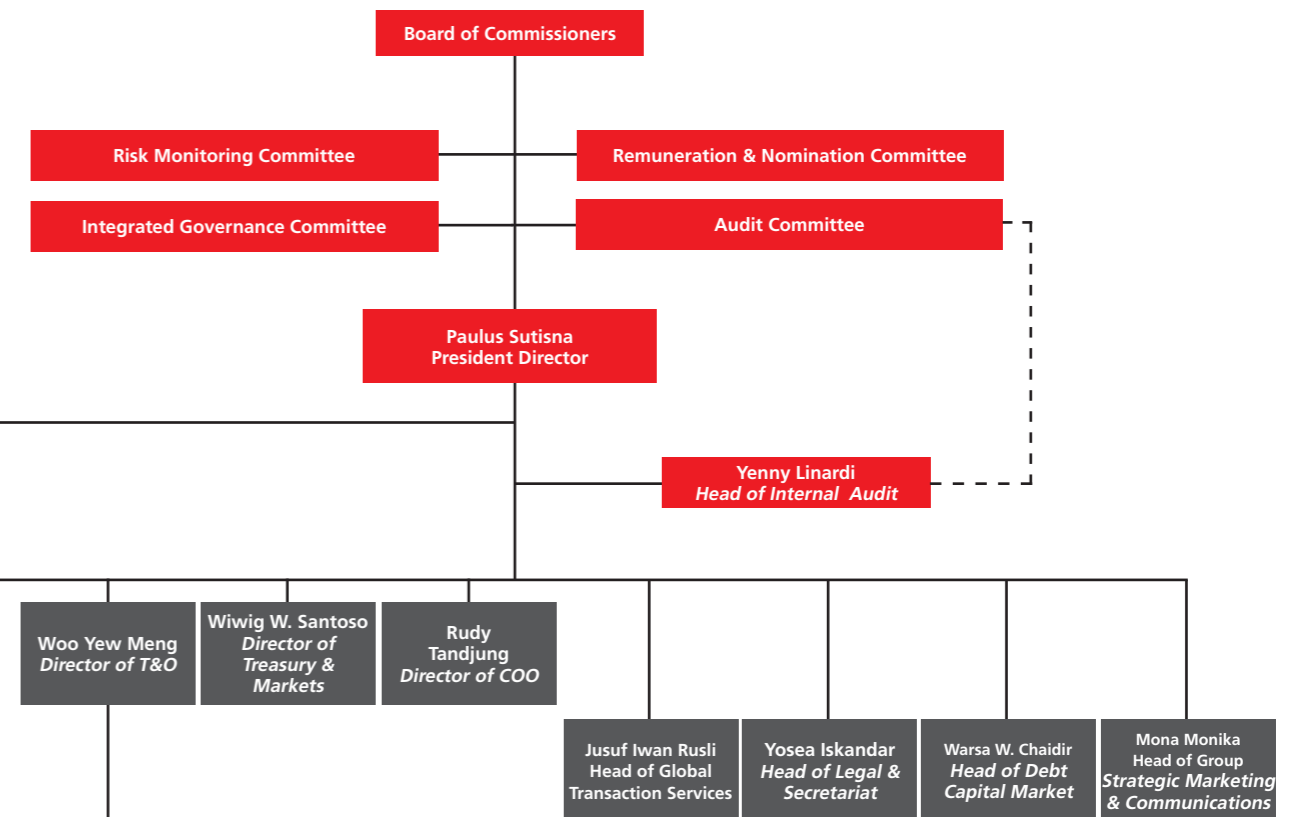 Board of Commissioners
Risk Monitoring Committee
Remuneration & Nomination Committee
Integrated Governance Committee
Audit Committee
Paulus Sutisna
President Director
Yenny Linardi
Head of Internal Audit
Woo Yew Meng
Director of T&O
Wiwig W. Santoso
Director of
Treasury &
Markets
Rudy
Tandjung
Director of COO
Jusuf Iwan Rusli
Head of Global
Transaction Services
Yosea Iskandar
Head of Legal &
Secretariat
Warsa W. Chaidir
Head of Debt
Capital Market
Mona Monika
Head of Group
Strategic Marketing
& Communications